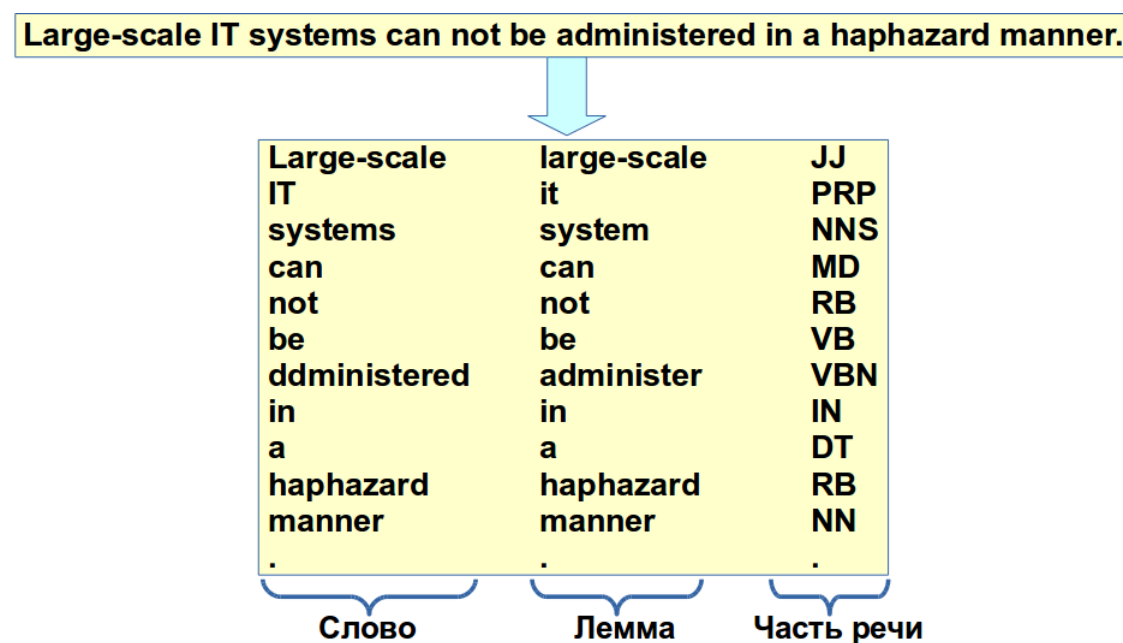 Large-scale IT systems can not be administered in a haphazard manner.
Large-scale large-scale JJ
IT it PRP
systems system NNS
can can MD
not not RB
be be VB
ddministered administer VBN
in in IN
a a DT
haphazard haphazard RB
manner manner NN
. . .
Слово Лемма Часть речи